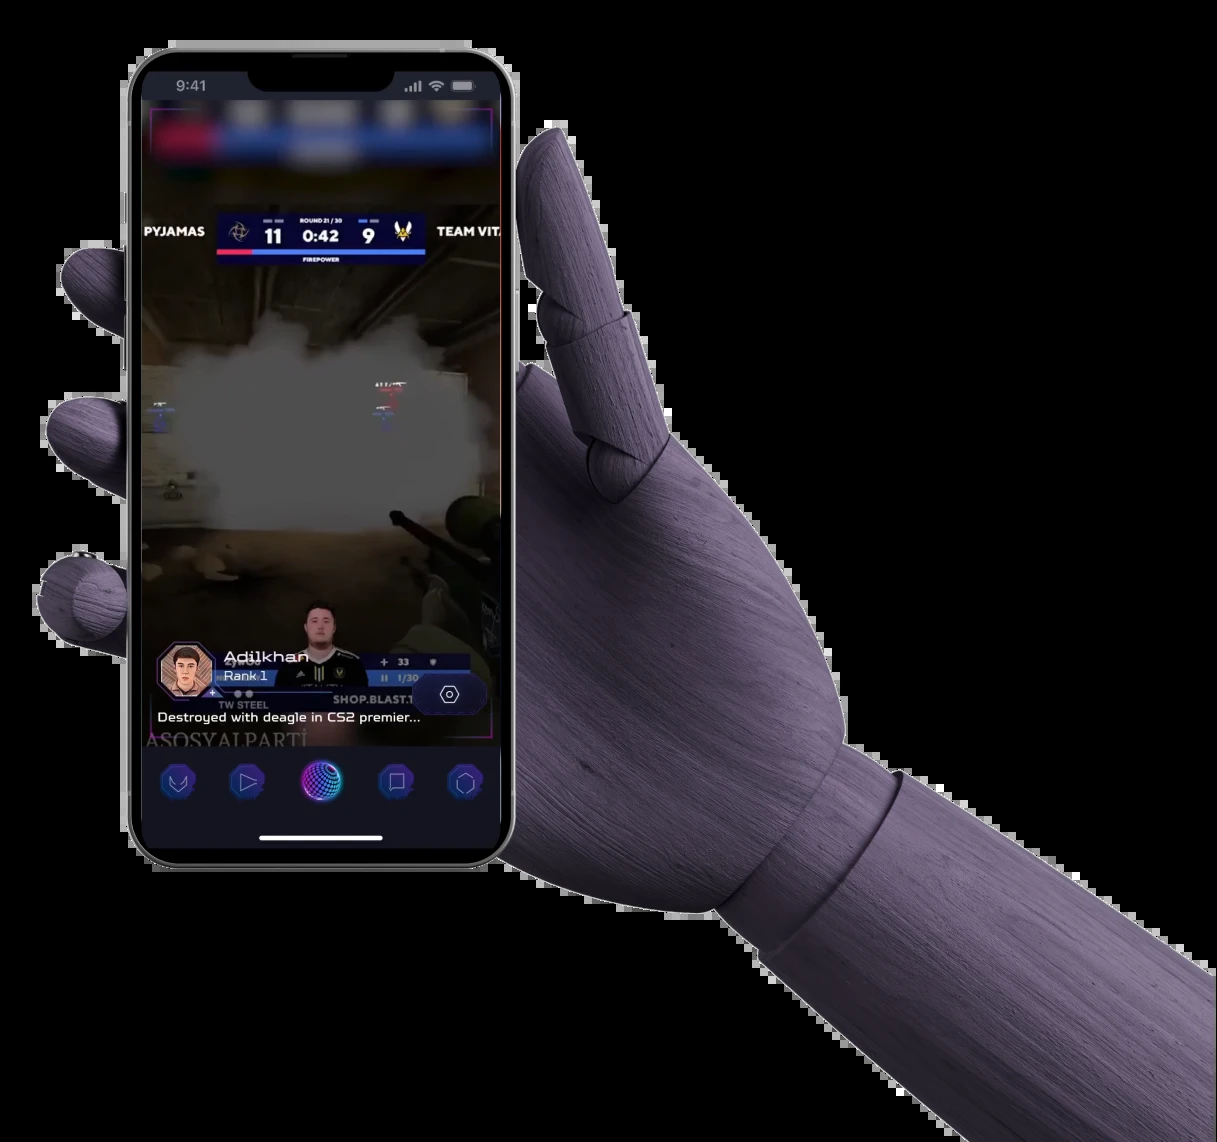 9:41
PYJAMAS
ROUND 21 / 30
11 0:42 9
TEAM VIT
FIREPOWER
Adilkhan
33
Rank 1
1/30
SHOP.BLAST.T
TW STEEL
Destroyed with deagle in CS2 premier...
ASOSYALPARTİ